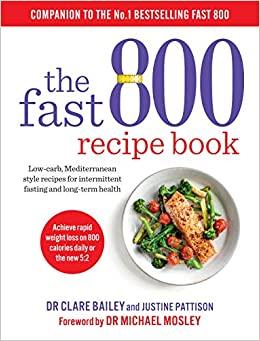 COMPANION TO THE No.1 BESTSELLING FAST 800
the 800
fast
recipe book
Low-carb, Mediterranean
style recipes for intermittent
fasting and long-term health
Achieve rapid
weight loss on 800
calories daily or
the new 5:2
DR CLARE BAILEY AND JUSTINE PATTISON
Foreword by DR MICHAEL MOSLEY